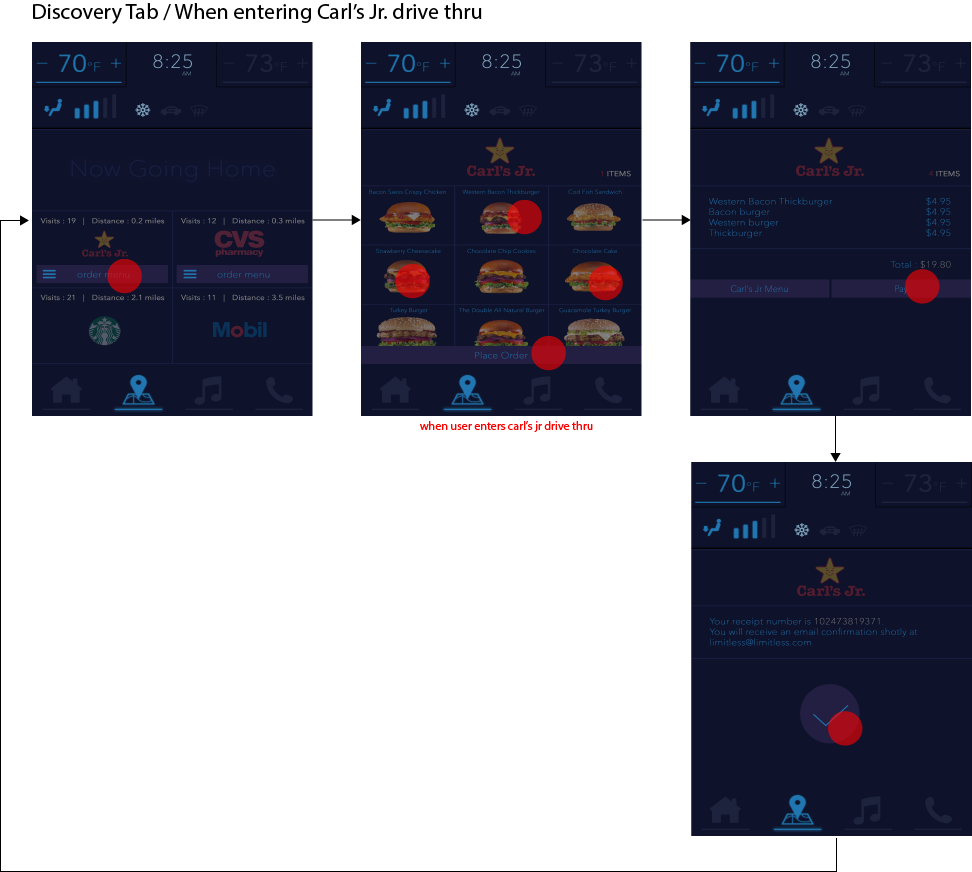 Discovery Tab / When entering Carl's Jr. drive thru
− 70°F + 8:25 AM − 73°F +
Now Going Home
Visits : 19 | Distance : 0.2 miles
Visits : 12 | Distance : 0.3 miles
Carl's Jr.
CVS pharmacy
order menu
order menu
Visits : 21 | Distance : 2.1 miles
Visits : 11 | Distance : 3.5 miles
Mobil
− 70°F + 8:25 AM − 73°F +
Carl's Jr.
1 ITEMS
Bacon Swiss Crispy Chicken
Western Bacon Thickburger
Cod Fish Sandwich
Strawberry Cheesecake
Chocolate Chip Cookies
Chocolate Cake
Turkey Burger
The Double All Natural Burger
Guacamole Turkey Burger
Place Order
when user enters carl's jr drive thru
− 70°F + 8:25 AM − 73°F +
Carl's Jr.
4 ITEMS
Western Bacon Thickburger $4.95
Bacon burger $4.95
Western burger $4.95
Thickburger $4.95
Total : $19.80
Carl's Jr Menu
Pay
− 70°F + 8:25 AM − 73°F +
Carl's Jr.
Your receipt number is 102473819371
You will receive an email confirmation shotly at
limitless@limitless.com